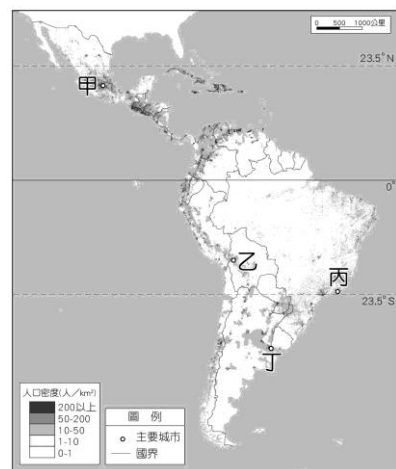 0 500 1000公里
23.5°N
甲
0°
乙
丙
23.5°S
丁
人口密度(人／km²)
200以上
50-200
10-50
1-10
0-1
圖 例
主要城市
國界